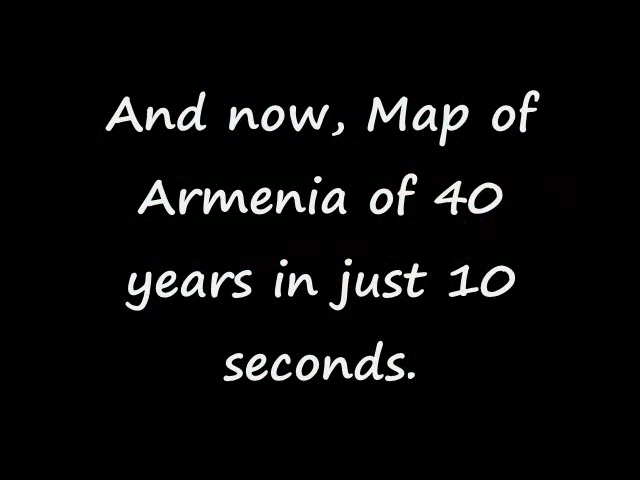 And now, Map of
Armenia of 40
years in just 10
seconds.